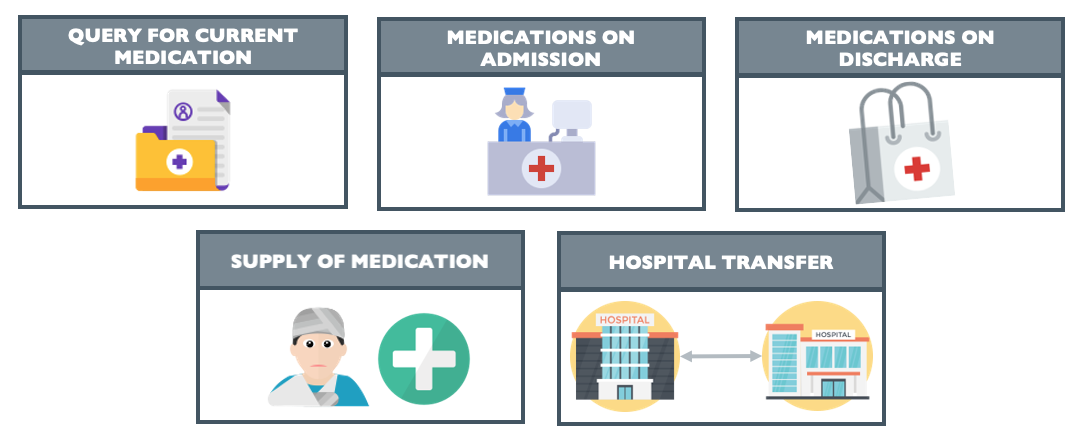 QUERY FOR CURRENT
MEDICATION
MEDICATIONS ON
ADMISSION
MEDICATIONS ON
DISCHARGE
SUPPLY OF MEDICATION
HOSPITAL TRANSFER
HOSPITAL
HOSPITAL